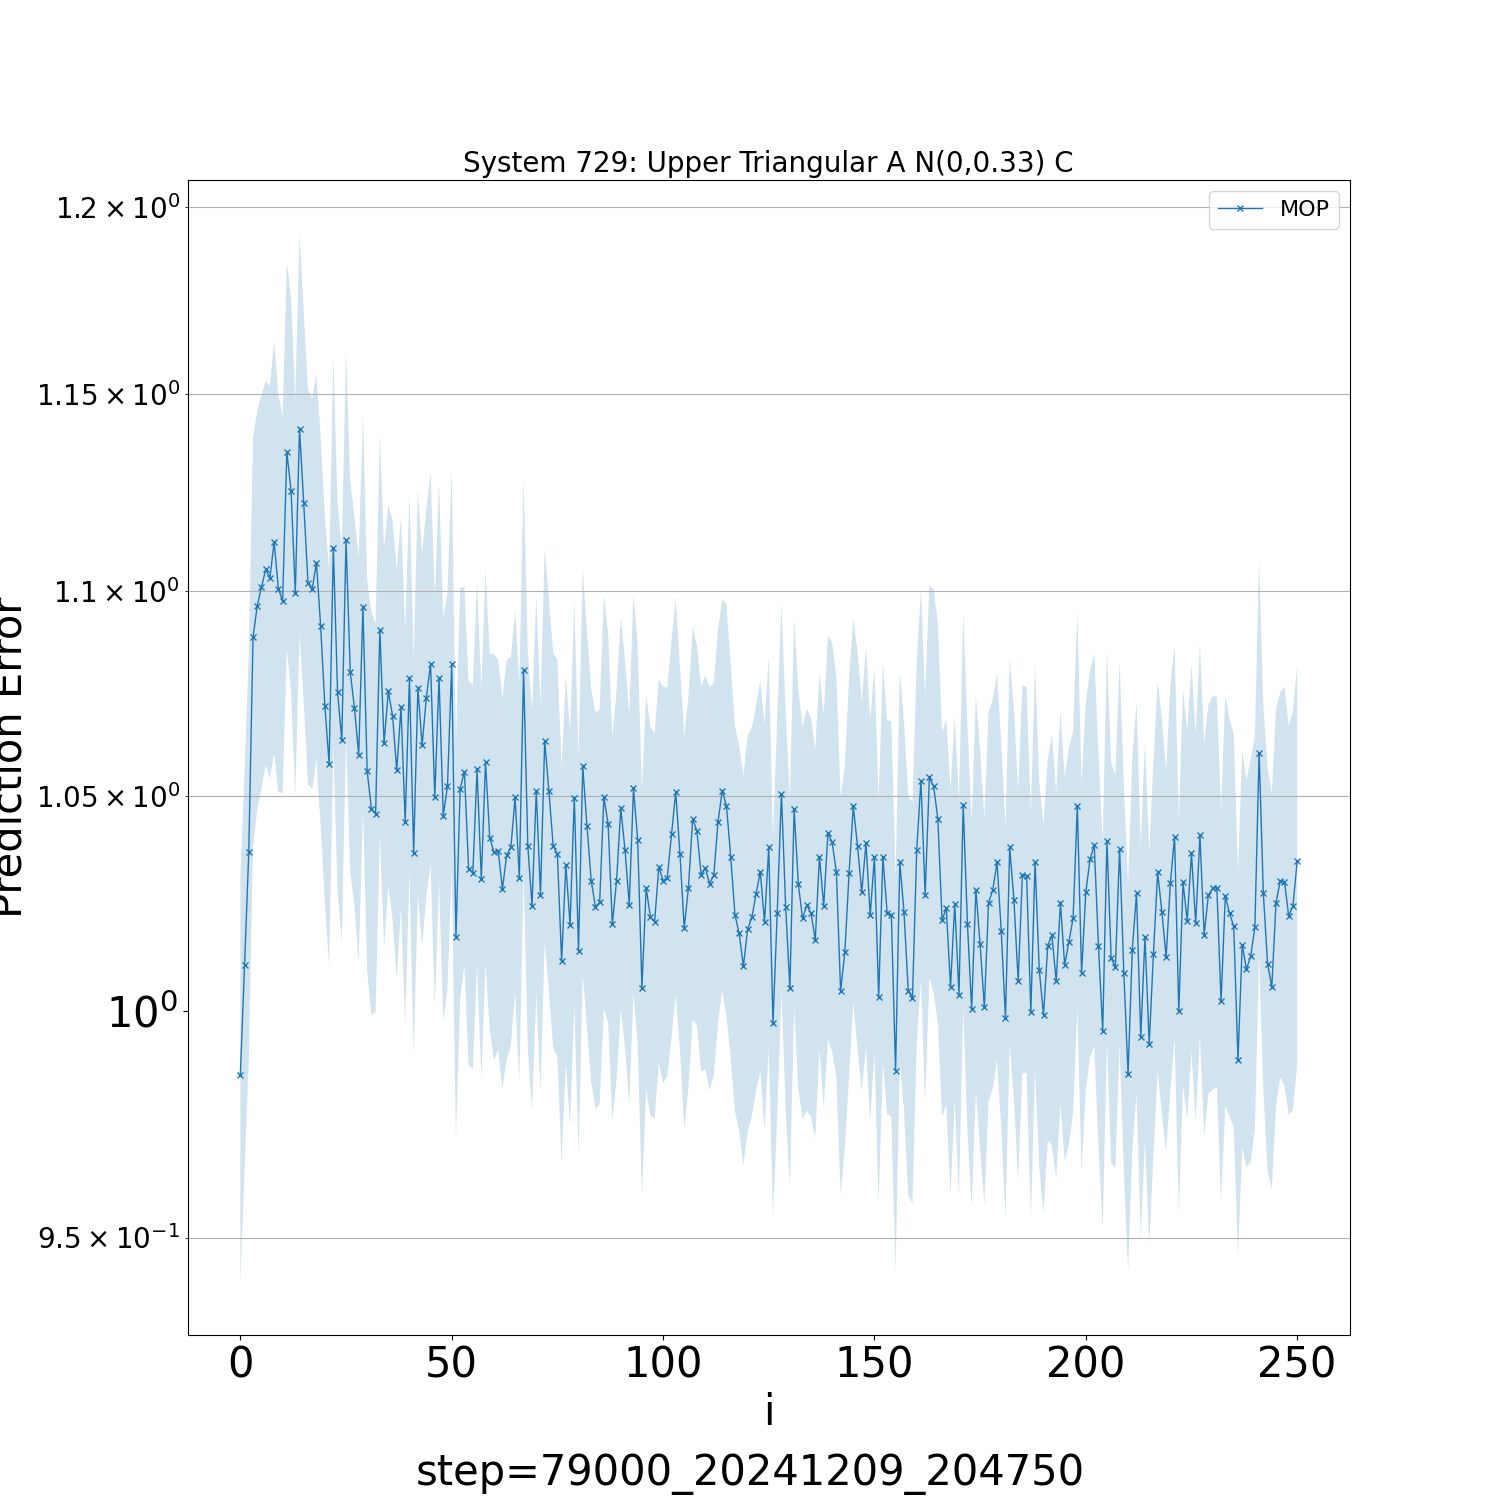 System 729: Upper Triangular A N(0,0.33) C
MOP
1.2 × 10⁰
1.15 × 10⁰
1.1 × 10⁰
1.05 × 10⁰
10⁰
9.5 × 10⁻¹
Prediction Error
0 50 100 150 200 250
i
step=79000_20241209_204750